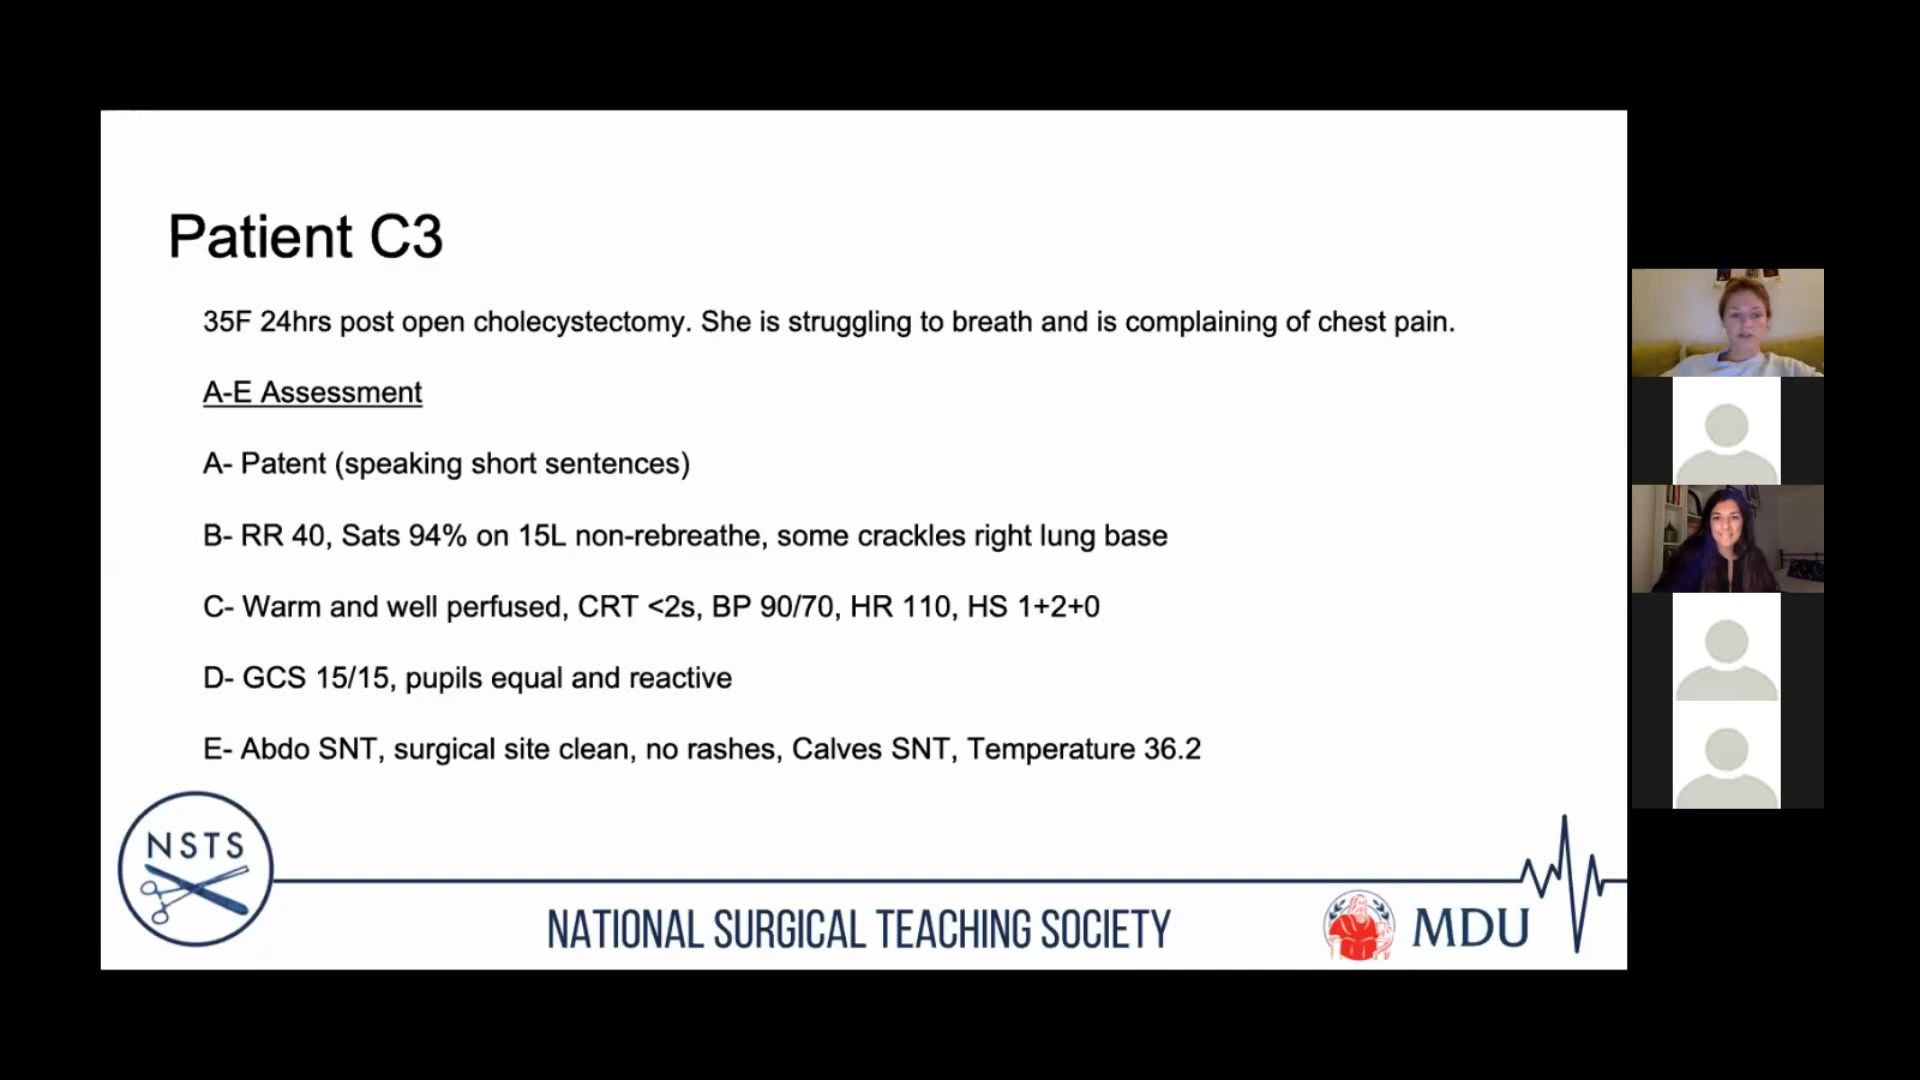 Patient C3
35F 24hrs post open cholecystectomy. She is struggling to breath and is complaining of chest pain.
A-E Assessment
A- Patent (speaking short sentences)
B- RR 40, Sats 94% on 15L non-rebreathe, some crackles right lung base
C- Warm and well perfused, CRT <2s, BP 90/70, HR 110, HS 1+2+0
D- GCS 15/15, pupils equal and reactive
E- Abdo SNT, surgical site clean, no rashes, Calves SNT, Temperature 36.2
NSTS
NATIONAL SURGICAL TEACHING SOCIETY
MDU